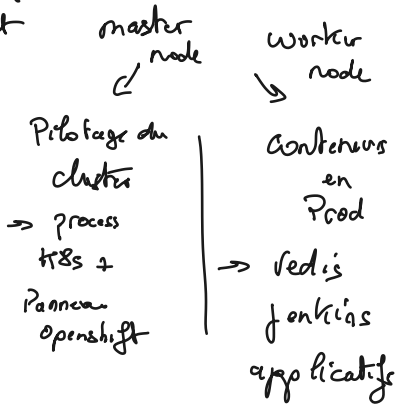 master
node
Pilotage du
cluster
→ process
K8s +
Panneau
Openshift
worker
node
conteneurs
en
Prod
→ redis
jenkins
applicatifs